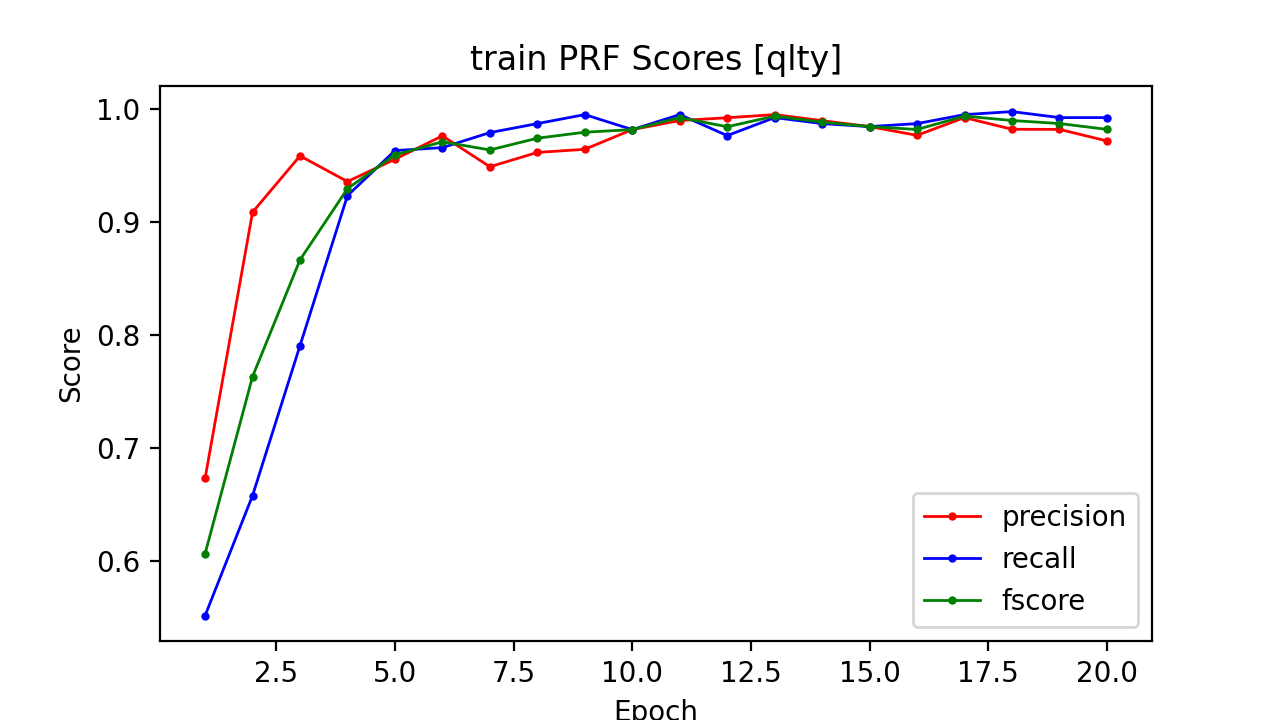 train PRF Scores [qlty]
1.0
0.9
0.8
0.7
0.6
Score
2.5 5.0 7.5 10.0 12.5 15.0 17.5 20.0
Epoch
precision
recall
fscore